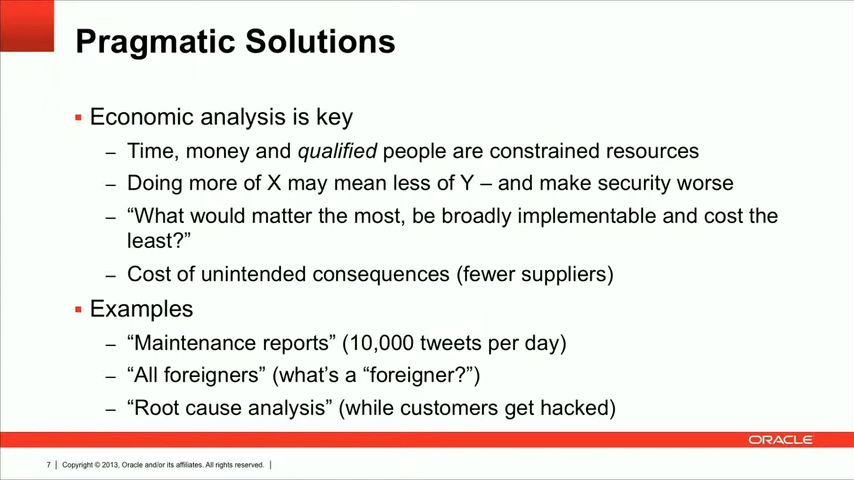 Pragmatic Solutions
▪ Economic analysis is key
– Time, money and qualified people are constrained resources
– Doing more of X may mean less of Y – and make security worse
– “What would matter the most, be broadly implementable and cost the
least?”
– Cost of unintended consequences (fewer suppliers)
▪ Examples
– “Maintenance reports” (10,000 tweets per day)
– “All foreigners” (what’s a “foreigner?”)
– “Root cause analysis” (while customers get hacked)
ORACLE
7 | Copyright © 2013, Oracle and/or its affiliates. All rights reserved. |